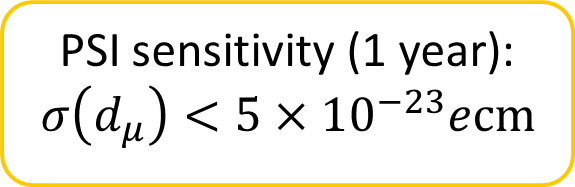 PSI sensitivity (1 year):
σ(d_μ) < 5 × 10⁻²³ ecm